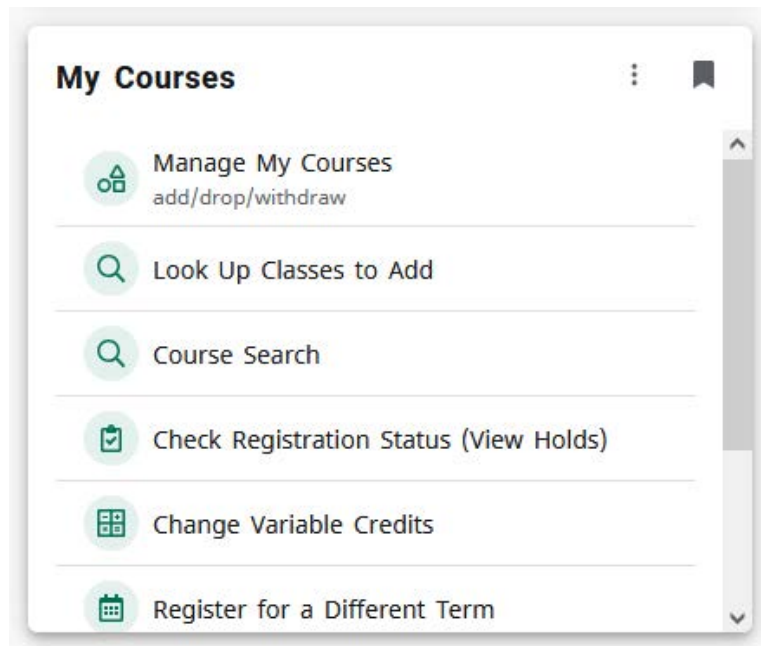 My Courses
Manage My Courses
add/drop/withdraw
Look Up Classes to Add
Course Search
Check Registration Status (View Holds)
Change Variable Credits
Register for a Different Term